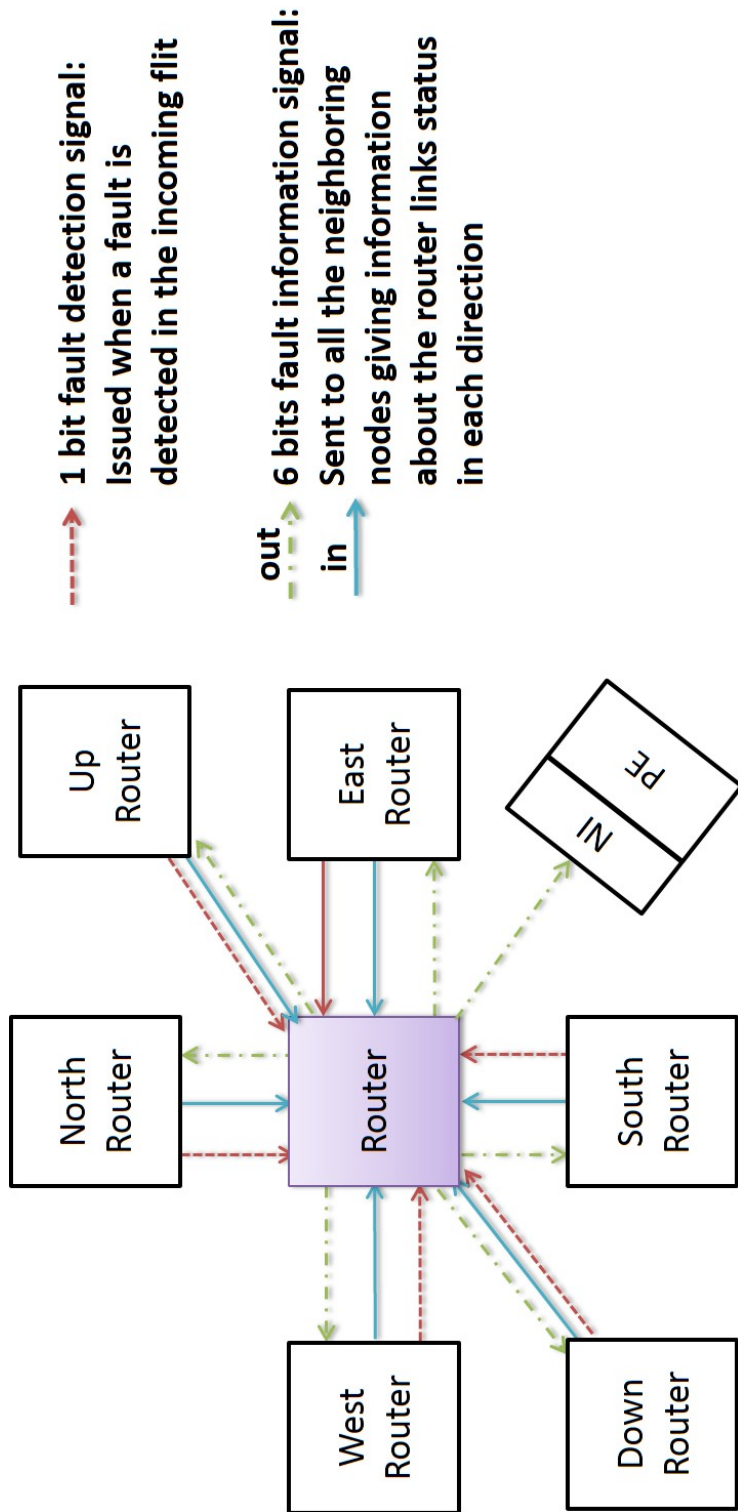 North
Router
Up
Router
West
Router
Router
East
Router
Down
Router
South
Router
NI
PE
1 bit fault detection signal:
Issued when a fault is
detected in the incoming flit
out
6 bits fault information signal:
in
Sent to all the neighboring
nodes giving information
about the router links status
in each direction